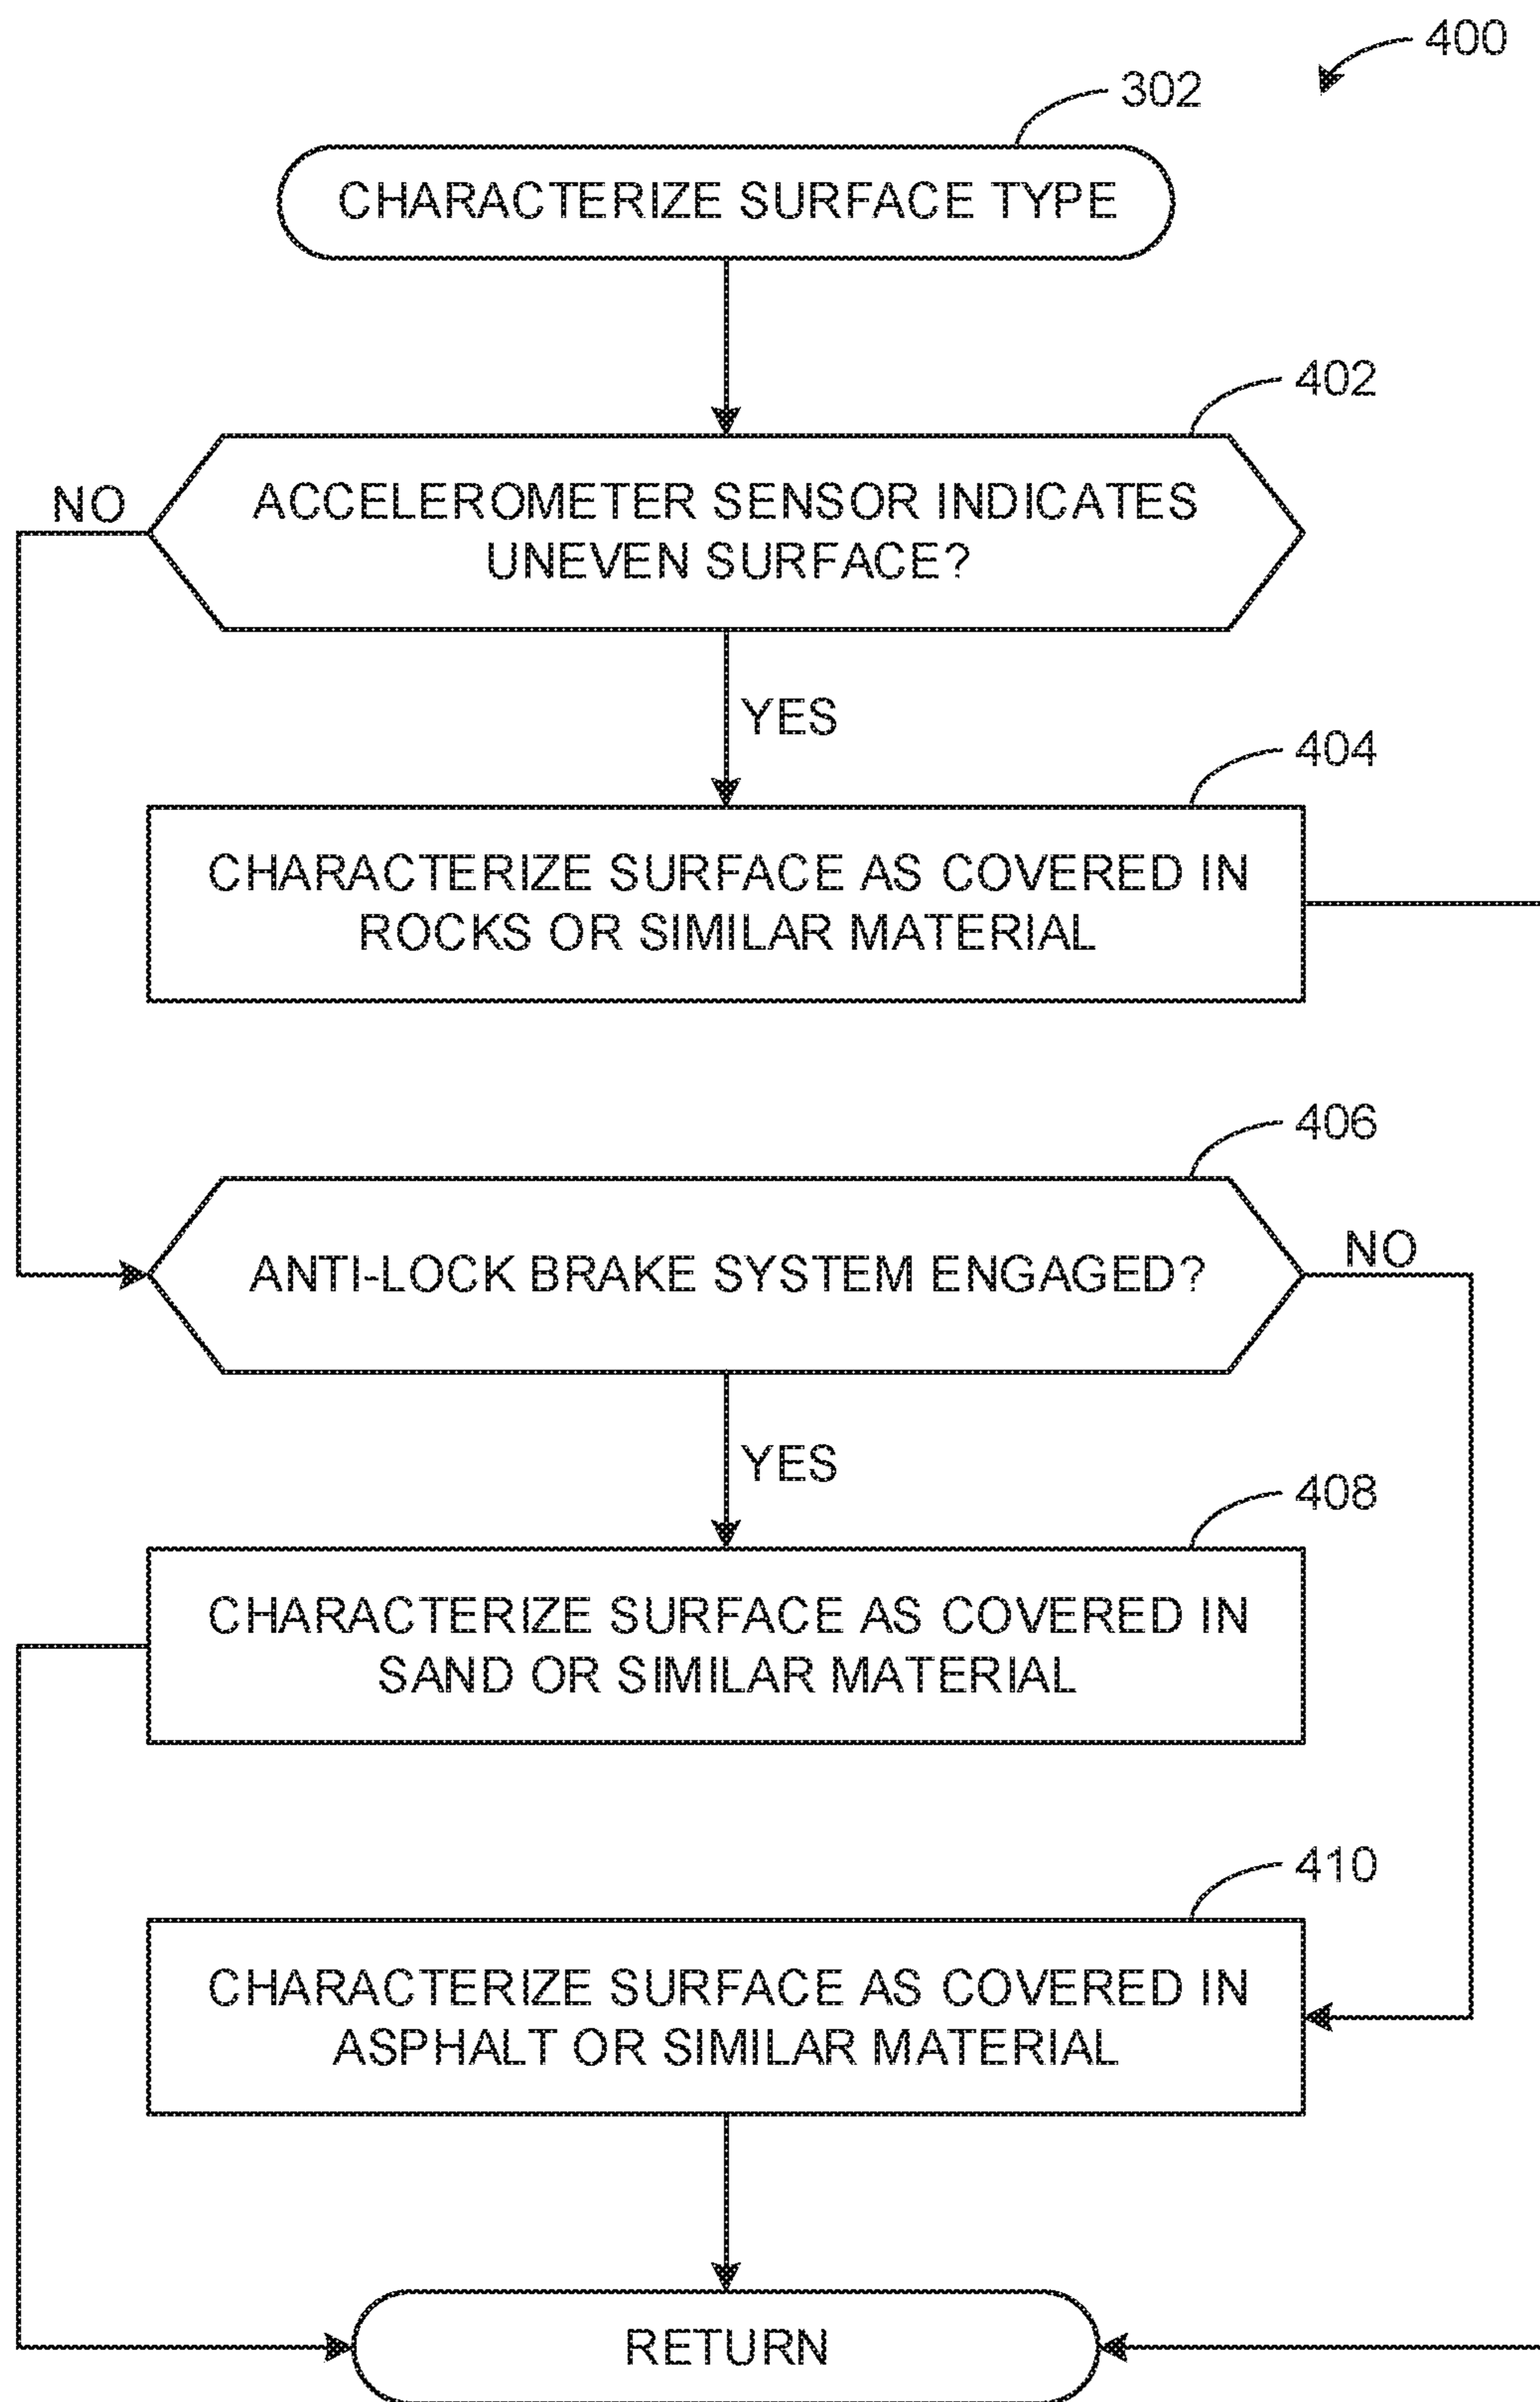 400
302
CHARACTERIZE SURFACE TYPE
402
NO
ACCELEROMETER SENSOR INDICATES
UNEVEN SURFACE?
YES
404
CHARACTERIZE SURFACE AS COVERED IN
ROCKS OR SIMILAR MATERIAL
406
ANTI-LOCK BRAKE SYSTEM ENGAGED?
NO
YES
408
CHARACTERIZE SURFACE AS COVERED IN
SAND OR SIMILAR MATERIAL
410
CHARACTERIZE SURFACE AS COVERED IN
ASPHALT OR SIMILAR MATERIAL
RETURN